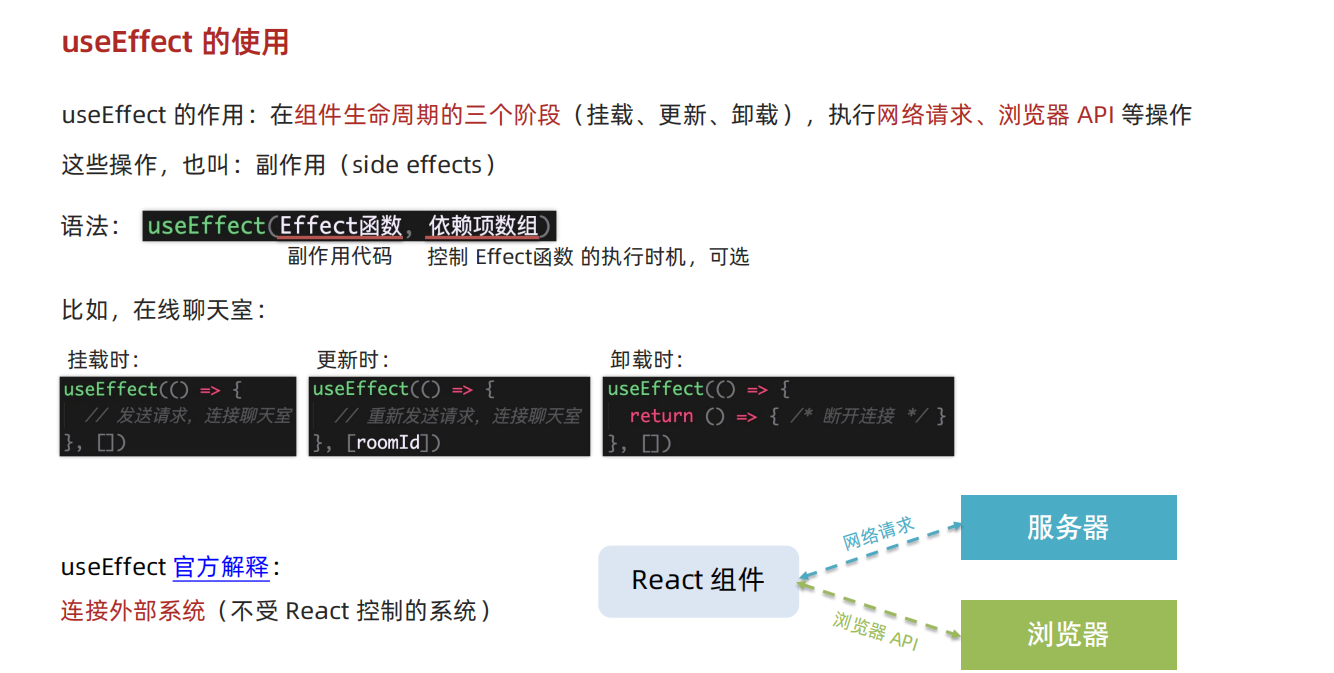 useEffect 的使用
useEffect 的作用：在组件生命周期的三个阶段（挂载、更新、卸载），执行网络请求、浏览器 API 等操作
这些操作，也叫：副作用（side effects）
语法： useEffect(Effect函数, 依赖项数组)
副作用代码 控制 Effect函数 的执行时机，可选
比如，在线聊天室：
挂载时：
useEffect(() => {
// 发送请求，连接聊天室
}, [])
更新时：
useEffect(() => {
// 重新发送请求，连接聊天室
}, [roomId])
卸载时：
useEffect(() => {
return () => { /* 断开连接 */ }
}, [])
useEffect 官方解释：
连接外部系统（不受 React 控制的系统）
React 组件
网络请求
服务器
浏览器 API
浏览器